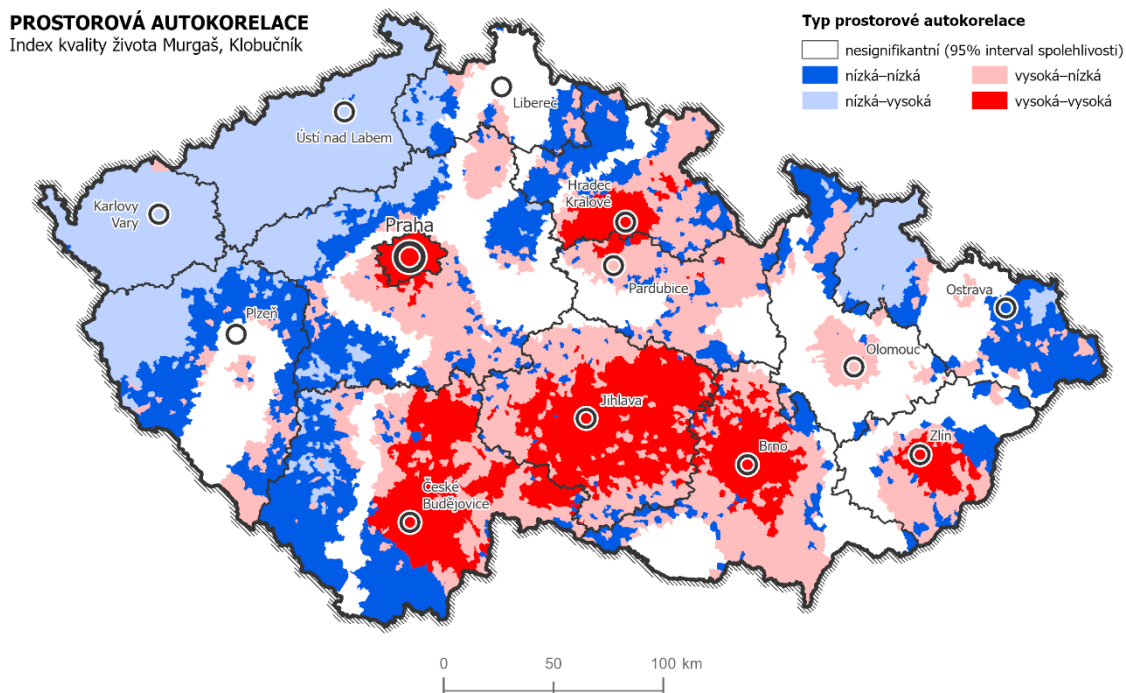 PROSTOROVÁ AUTOKORELACE
Index kvality života Murgaš, Klobučník
Typ prostorové autokorelace
nesignifikantní (95% interval spolehlivosti)
nízká–nízká
vysoká–nízká
nízká–vysoká
vysoká–vysoká
Liberec
Ústí nad Labem
Karlovy
Vary
Hradec
Králové
Praha
Pardubice
Plzeň
Ostrava
Olomouc
Jihlava
Brno
Zlín
České
Budějovice
0 50 100 km